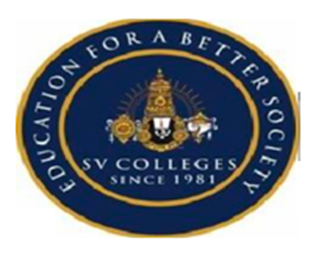 EDUCATION FOR A BETTER SOCIETY
SV COLLEGES
SINCE 1981